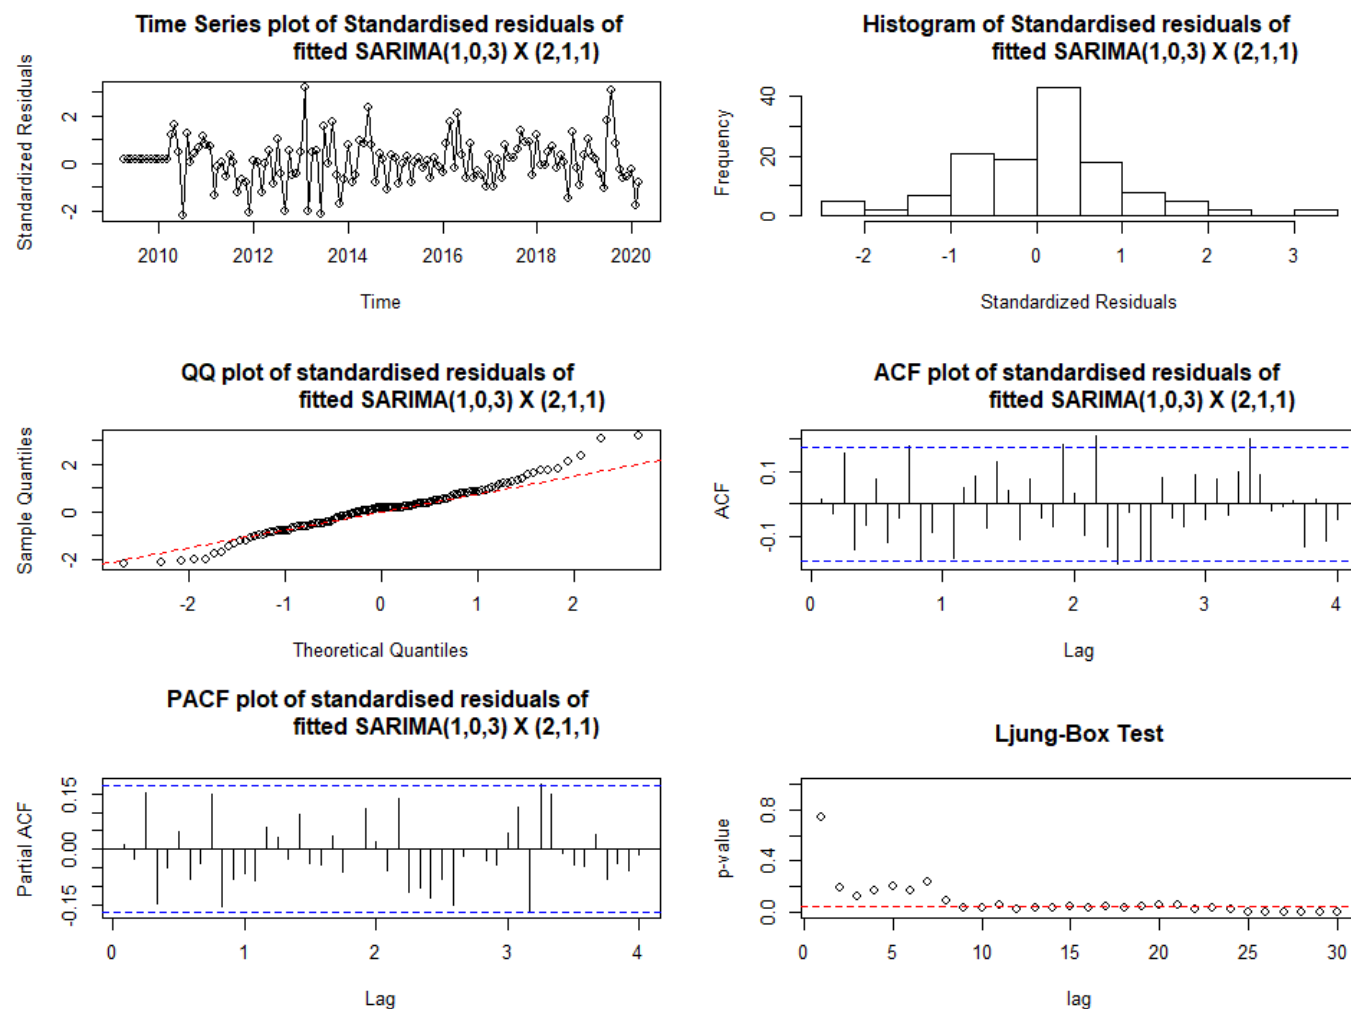 Time Series plot of Standardised residuals of
fitted SARIMA(1,0,3) X (2,1,1)
Standardized Residuals
2
0
-2
2010 2012 2014 2016 2018 2020
Time
Histogram of Standardised residuals of
fitted SARIMA(1,0,3) X (2,1,1)
Frequency
40
20
0
-2 -1 0 1 2 3
Standardized Residuals
QQ plot of standardised residuals of
fitted SARIMA(1,0,3) X (2,1,1)
Sample Quantiles
2
0
-2
-2 -1 0 1 2
Theoretical Quantiles
ACF plot of standardised residuals of
fitted SARIMA(1,0,3) X (2,1,1)
ACF
0.1
-0.1
0 1 2 3 4
Lag
PACF plot of standardised residuals of
fitted SARIMA(1,0,3) X (2,1,1)
Partial ACF
0.15
0.00
-0.15
0 1 2 3 4
Lag
Ljung-Box Test
p-value
0.8
0.4
0.0
0 5 10 15 20 25 30
lag